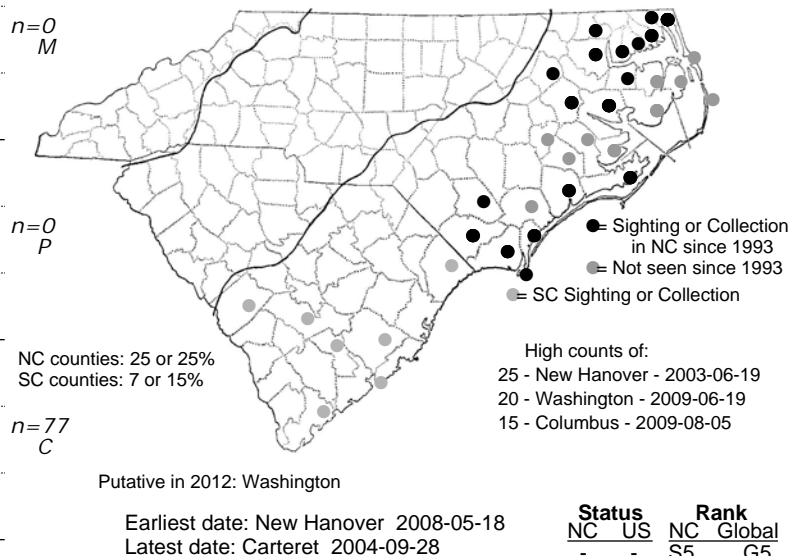 n=0
M
n=0
P
● = Sighting or Collection
in NC since 1993
● = Not seen since 1993
● = SC Sighting or Collection
NC counties: 25 or 25%
SC counties: 7 or 15%
High counts of:
25 - New Hanover - 2003-06-19
20 - Washington - 2009-06-19
15 - Columbus - 2009-08-05
n=77
C
Putative in 2012: Washington
Earliest date: New Hanover 2008-05-18
Latest date: Carteret 2004-09-28
Status Rank
NC US NC Global
- - S5 G5